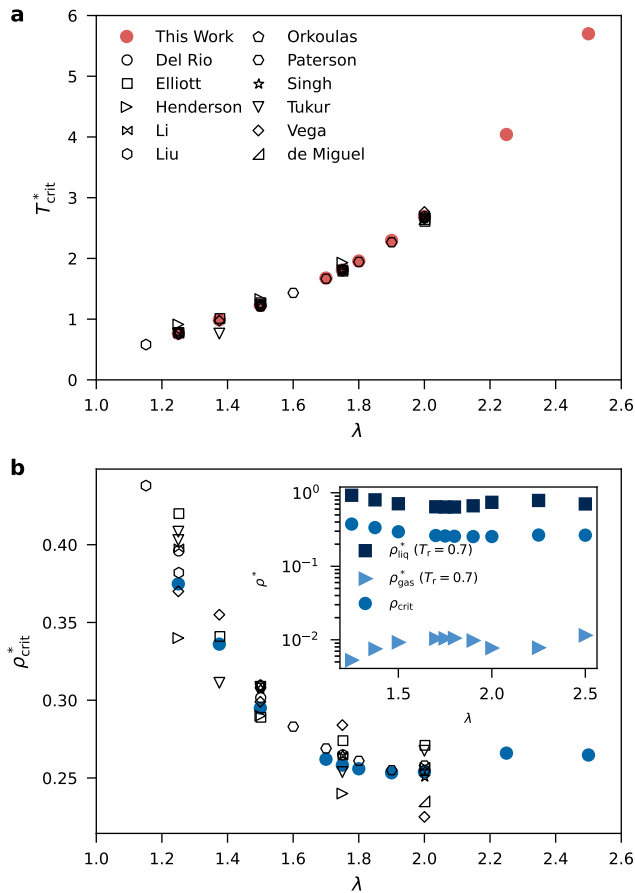 a
This Work
Del Rio
Elliott
Henderson
Li
Liu
Orkoulas
Paterson
Singh
Tukur
Vega
de Miguel
6
5
4
3
2
1
0
T*crit
1.0 1.2 1.4 1.6 1.8 2.0 2.2 2.4 2.6
λ
b
0.40
0.35
0.30
0.25
ρ*crit
10⁰
10⁻¹
10⁻²
ρ*
ρ*liq (Tr = 0.7)
ρ*gas (Tr = 0.7)
ρcrit
1.5 2.0 2.5
λ
1.0 1.2 1.4 1.6 1.8 2.0 2.2 2.4 2.6
λ